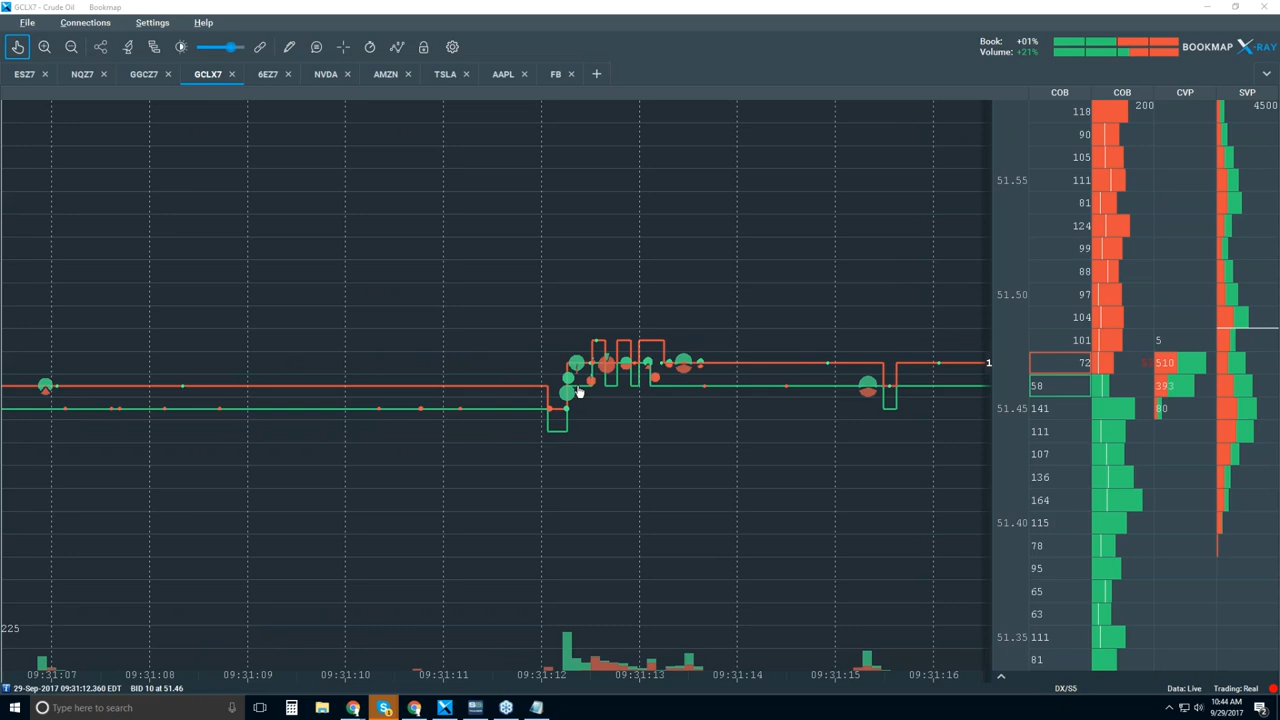 GCLX7 - Crude Oil Bookmap
File Connections Settings Help
Book: +01%
Volume: +21%
BOOKMAP X-RAY
ESZ7 NQZ7 GGCZ7 GCLX7 6EZ7 NVDA AMZN TSLA AAPL FB
COB COB CVP SVP
118 200 4500
90
105
51.55 111
81
124
99
88
51.50 97
104
101 5
1 72 510
58 393
51.45 141 80
111
107
136
164
51.40 115
78
95
65
225 63
51.35 111
81
09:31:07 09:31:08 09:31:09 09:31:10 09:31:11 09:31:12 09:31:13 09:31:14 09:31:15 09:31:16
29-Sep-2017 09:31:12.360 EDT BID 10 at 51.46 DX/S5 Data: Live Trading: Real
Type here to search
10:44 AM
9/29/2017
2